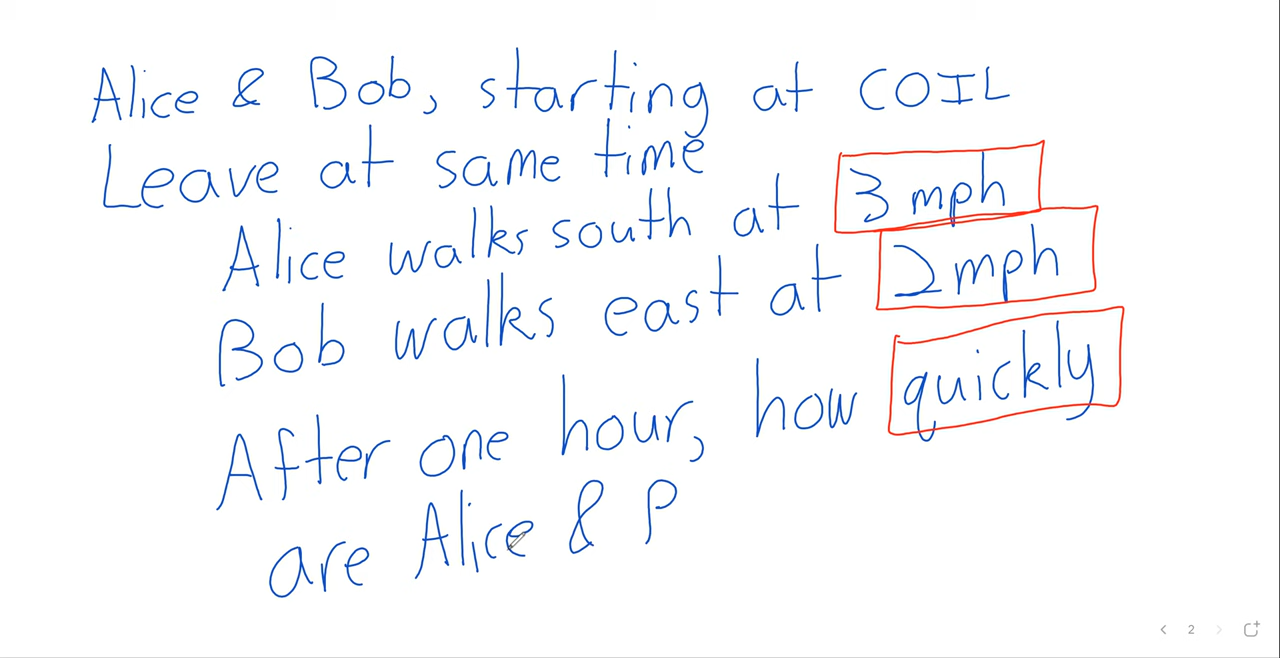 Alice & Bob, starting at COIL
Leave at same time
Alice walks south at 3 mph
Bob walks east at 2 mph
After one hour, how quickly
are Alice & P
2